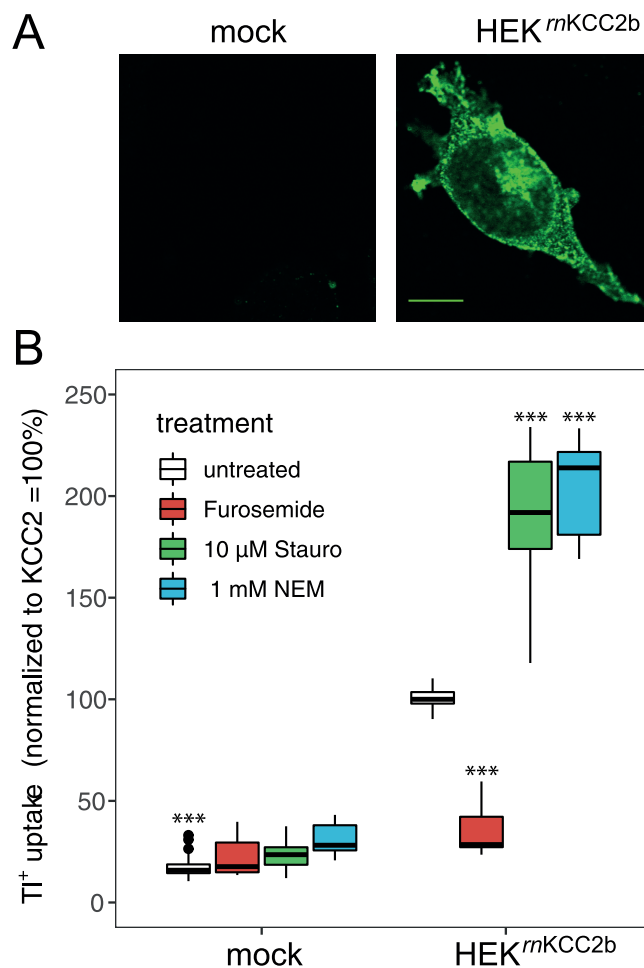 A
mock
HEK rnKCC2b
B
Tl+ uptake (normalized to KCC2 =100%)
250
200
150
100
50
0
treatment
untreated
Furosemide
10 µM Stauro
1 mM NEM
*** ***
***
***
mock
HEK rnKCC2b